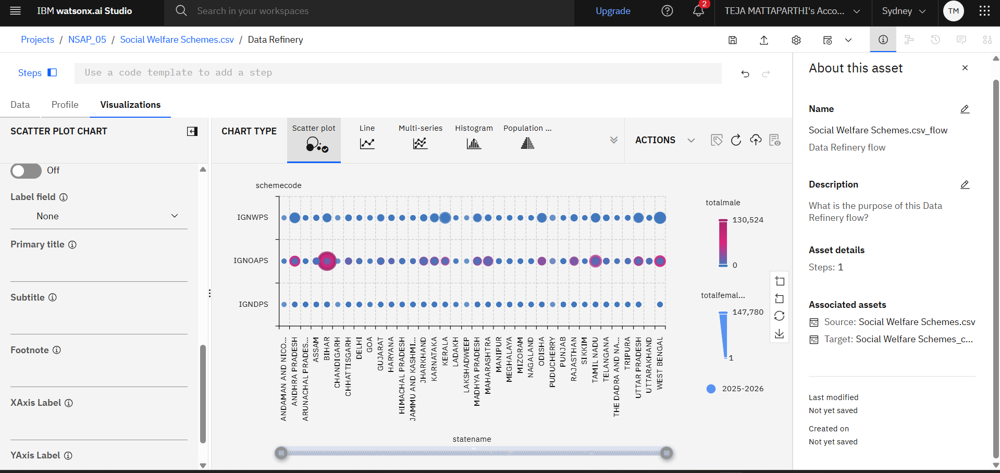 IBM watsonx.ai Studio
Search in your workspaces
Upgrade
2
TEJA MATTAPARTHI's Acco...
Sydney
TM
Projects / NSAP_05 / Social Welfare Schemes.csv / Data Refinery
Steps
Use a code template to add a step
Data
Profile
Visualizations
SCATTER PLOT CHART
Off
Label field
None
Primary title
Subtitle
Footnote
XAxis Label
YAxis Label
CHART TYPE
Scatter plot
Line
Multi-series
Histogram
Population ...
ACTIONS
schemecode
IGNWPS
IGNOAPS
IGNDPS
ANDAMAN AND NICO...
ANDHRA PRADESH
ARUNACHAL PRADES...
ASSAM
BIHAR
CHANDIGARH
CHHATTISGARH
DELHI
GOA
GUJARAT
HARYANA
HIMACHAL PRADESH
JAMMU AND KASHMI...
JHARKHAND
KARNATAKA
KERALA
LADAKH
LAKSHADWEEP
MADHYA PRADESH
MAHARASHTRA
MANIPUR
MEGHALAYA
MIZORAM
NAGALAND
ODISHA
PUDUCHERRY
PUNJAB
RAJASTHAN
SIKKIM
TAMIL NADU
TELANGANA
THE DADRA AND NA...
TRIPURA
UTTAR PRADESH
UTTARAKHAND
WEST BENGAL
statename
totalmale
130,524
0
totalfemal...
147,780
1
2025-2026
About this asset
Name
Social Welfare Schemes.csv_flow
Data Refinery flow
Description
What is the purpose of this Data
Refinery flow?
Asset details
Steps: 1
Associated assets
Source: Social Welfare Schemes.csv
Target: Social Welfare Schemes_c...
Last modified
Not yet saved
Created on
Not yet saved